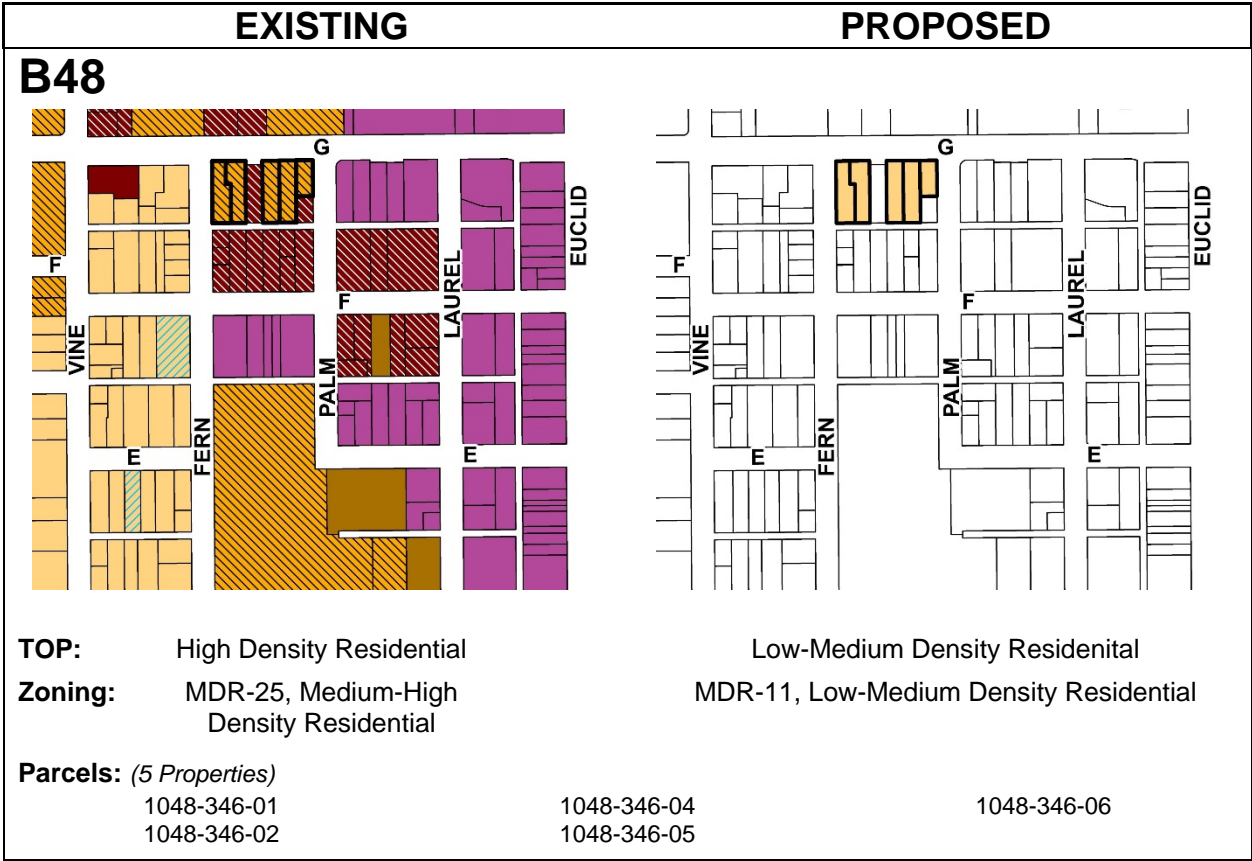 EXISTING
PROPOSED
B48
G
F
F
VINE
FERN
PALM
LAUREL
EUCLID
E
E
G
F
F
VINE
FERN
PALM
LAUREL
EUCLID
E
E
TOP: High Density Residential
Low-Medium Density Residenital
Zoning: MDR-25, Medium-High
Density Residential
MDR-11, Low-Medium Density Residential
Parcels: (5 Properties)
1048-346-01 1048-346-04 1048-346-06
1048-346-02 1048-346-05